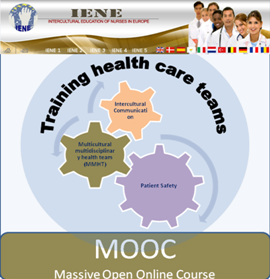 IENE
INTERCULTURAL EDUCATION OF NURSES IN EUROPE
IENE
IENE 1 IENE 2 IENE 3 IENE 4 IENE 5
Training health care teams
Intercultural
Communicati
on
Multicultural
multidisciplinar
y health team
(MMHT)
Patient Safety
MOOC
Massive Open Online Course